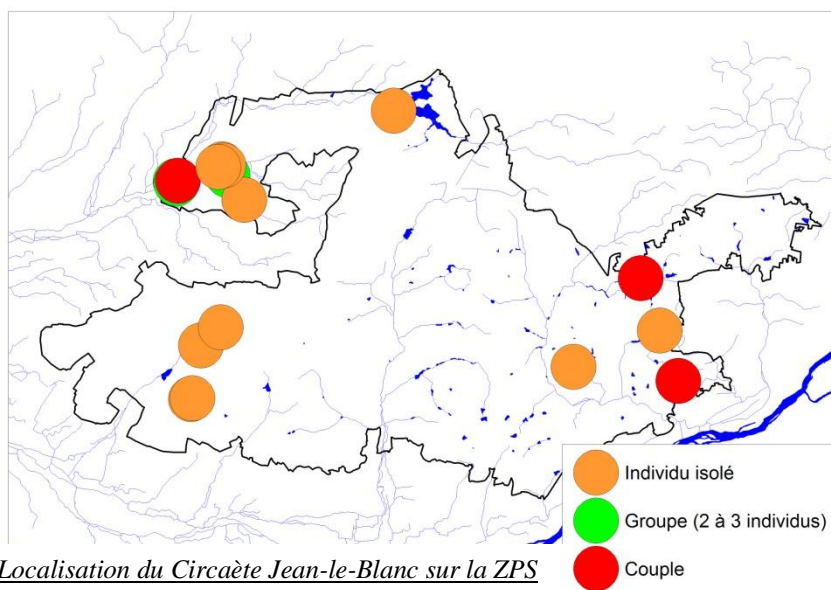 Individu isolé
Groupe (2 à 3 individus)
Localisation du Circaète Jean-le-Blanc sur la ZPS
Couple